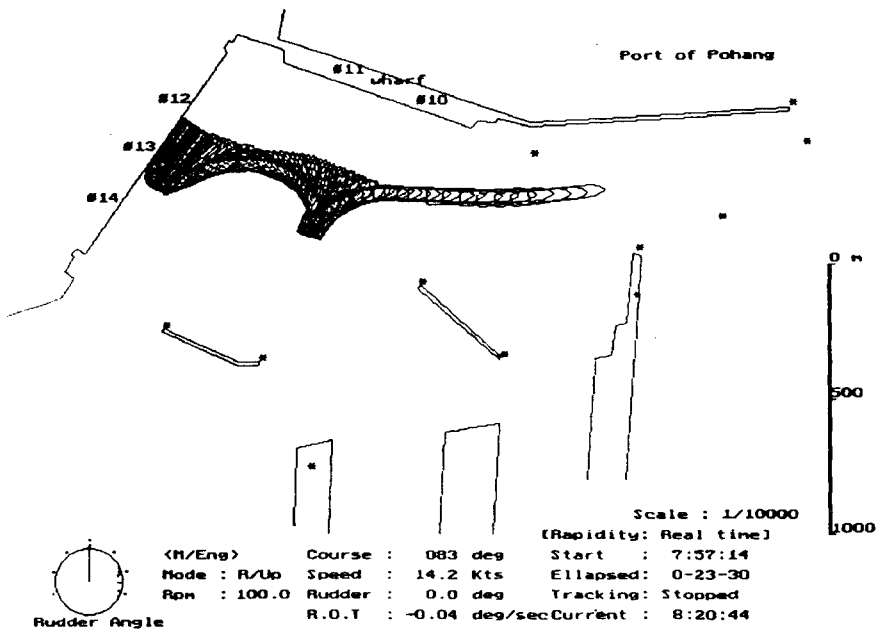 Port of Pohang
#11
wharf
#10
#12
#13
#14
0 m
500
1000
Scale : 1/10000
[Rapidity: Real time]
<M/Eng> Course : 083 deg Start : 7:57:14
Mode : R/Up Speed : 14.2 Kts Ellapsed: 0-23-30
Rpm : 100.0 Rudder : 0.0 deg Tracking: Stopped
R.O.T : -0.04 deg/sec Current : 8:20:44
Rudder Angle